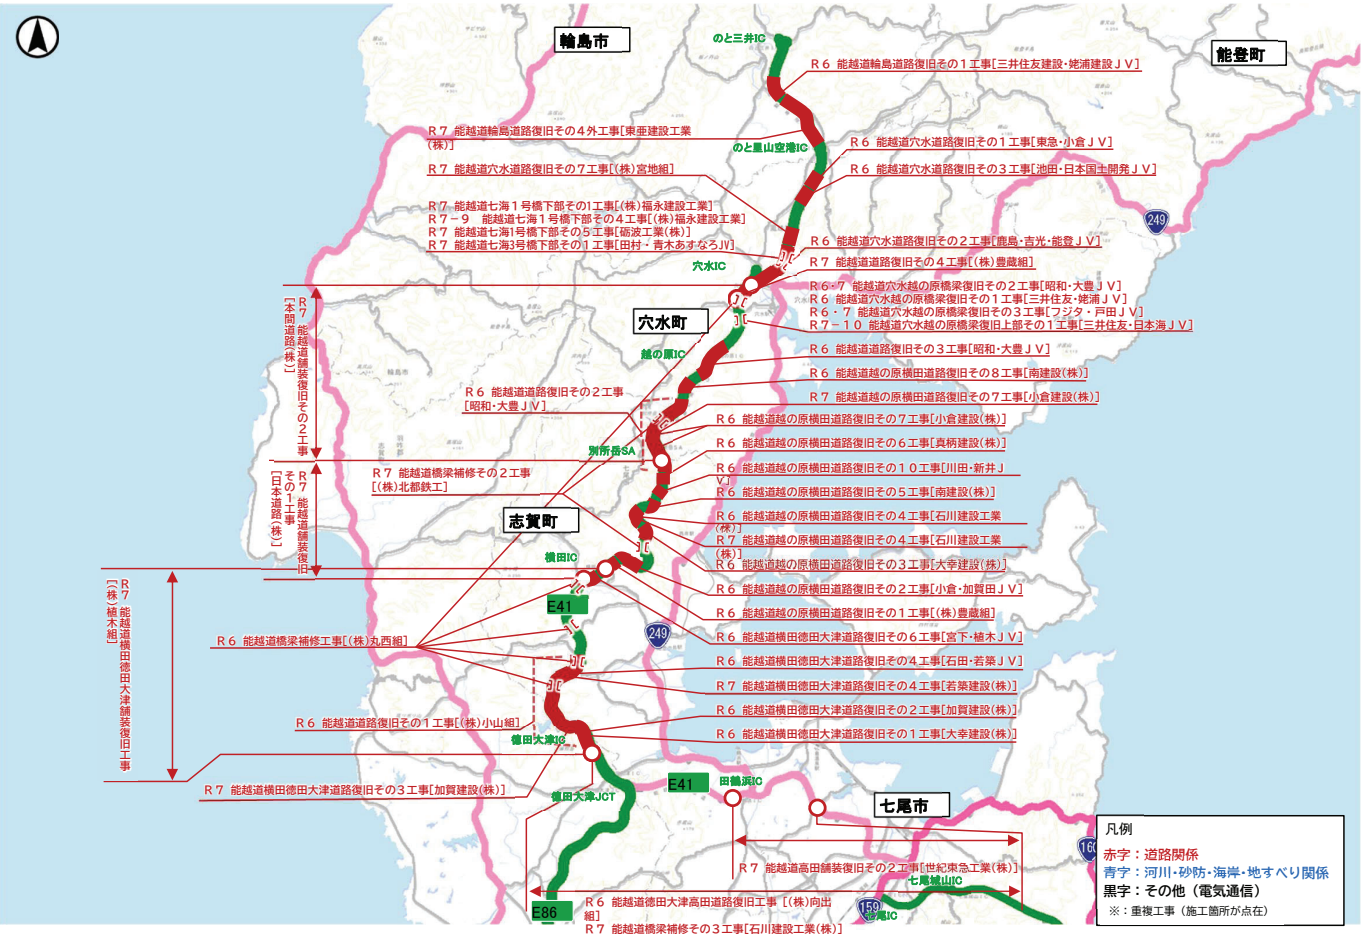 輪島市
のと三井IC
能登町
R６ 能越道輪島道路復旧その１工事[三井住友建設・姥浦建設ＪＶ]
R７ 能越道輪島道路復旧その４外工事[東亜建設工業
(株)]
のと里山空港IC
R６ 能越道穴水道路復旧その１工事[東急・小倉ＪＶ]
R７ 能越道穴水道路復旧その７工事[(株)宮地組]
R６ 能越道穴水道路復旧その３工事[池田・日本国土開発ＪＶ]
R７ 能越道七海１号橋下部その1工事[(株)福永建設工業]
R７－９ 能越道七海１号橋下部その４工事[(株)福永建設工業]
R７ 能越道七海1号橋下部その５工事[砺波工業(株)]
R７ 能越道七海3号橋下部その１工事[田村・青木あすなろJV]
249
R６ 能越道穴水道路復旧その２工事[鹿島・吉光・能登ＪＶ]
穴水IC
R７ 能越道道路復旧その４工事[(株)豊蔵組]
R６・７ 能越道穴水越の原橋梁復旧その２工事[昭和・大豊ＪＶ]
R６ 能越道穴水越の原橋梁復旧その１工事[三井住友・姥浦ＪＶ]
R６・７ 能越道穴水越の原橋梁復旧その３工事[フジタ・戸田ＪＶ]
R７－１０ 能越道穴水越の原橋梁復旧上部その１工事[三井住友・日本海ＪＶ]
穴水町
R７ 能越道舗装復旧その２工事
[本間道路(株)]
越の原IC
R６ 能越道道路復旧その３工事[昭和・大豊ＪＶ]
R６ 能越道越の原横田道路復旧その８工事[南建設(株)]
R６ 能越道道路復旧その２工事
[昭和・大豊ＪＶ]
R７ 能越道越の原横田道路復旧その７工事[小倉建設(株)]
R６ 能越道越の原横田道路復旧その７工事[小倉建設(株)]
別所岳SA
R６ 能越道越の原横田道路復旧その６工事[真柄建設(株)]
R７ 能越道橋梁補修その２工事
[(株)北都鉄工]
R６ 能越道越の原横田道路復旧その１０工事[川田・新井Ｊ
Ｖ]
R７ 能越道舗装復旧
その１工事
[日本道路(株)]
R６ 能越道越の原横田道路復旧その５工事[南建設(株)]
志賀町
R６ 能越道越の原横田道路復旧その４工事[石川建設工業
(株)]
R７ 能越道越の原横田道路復旧その４工事[石川建設工業
(株)]
横田IC
R６ 能越道越の原横田道路復旧その３工事[大幸建設(株)]
R６ 能越道越の原横田道路復旧その２工事[小倉・加賀田ＪＶ]
E41
R６ 能越道越の原横田道路復旧その１工事[(株)豊蔵組]
R７ 能越道横田徳田大津舗装復旧工事
[(株)植木組]
249
R６ 能越道橋梁補修工事[(株)丸西組]
R６ 能越道横田徳田大津道路復旧その６工事[宮下・植木ＪＶ]
R６ 能越道横田徳田大津道路復旧その４工事[石田・若築ＪＶ]
R７ 能越道横田徳田大津道路復旧その４工事[若築建設(株)]
R６ 能越道横田徳田大津道路復旧その２工事[加賀建設(株)]
R６ 能越道道路復旧その１工事[(株)小山組]
R６ 能越道横田徳田大津道路復旧その１工事[大幸建設(株)]
徳田大津IC
R７ 能越道横田徳田大津道路復旧その３工事[加賀建設(株)]
徳田大津JCT
E41
田鶴浜IC
七尾市
R７ 能越道高田舗装復旧その２工事[世紀東急工業(株)]
七尾城山IC
E86
R６ 能越道徳田大津高田道路復旧工事 [(株)向出
組]
R７ 能越道橋梁補修その３工事[石川建設工業(株)]
159
七尾IC
160
凡例
赤字：道路関係
青字：河川・砂防・海岸・地すべり関係
黒字：その他（電気通信）
※：重複工事（施工箇所が点在）